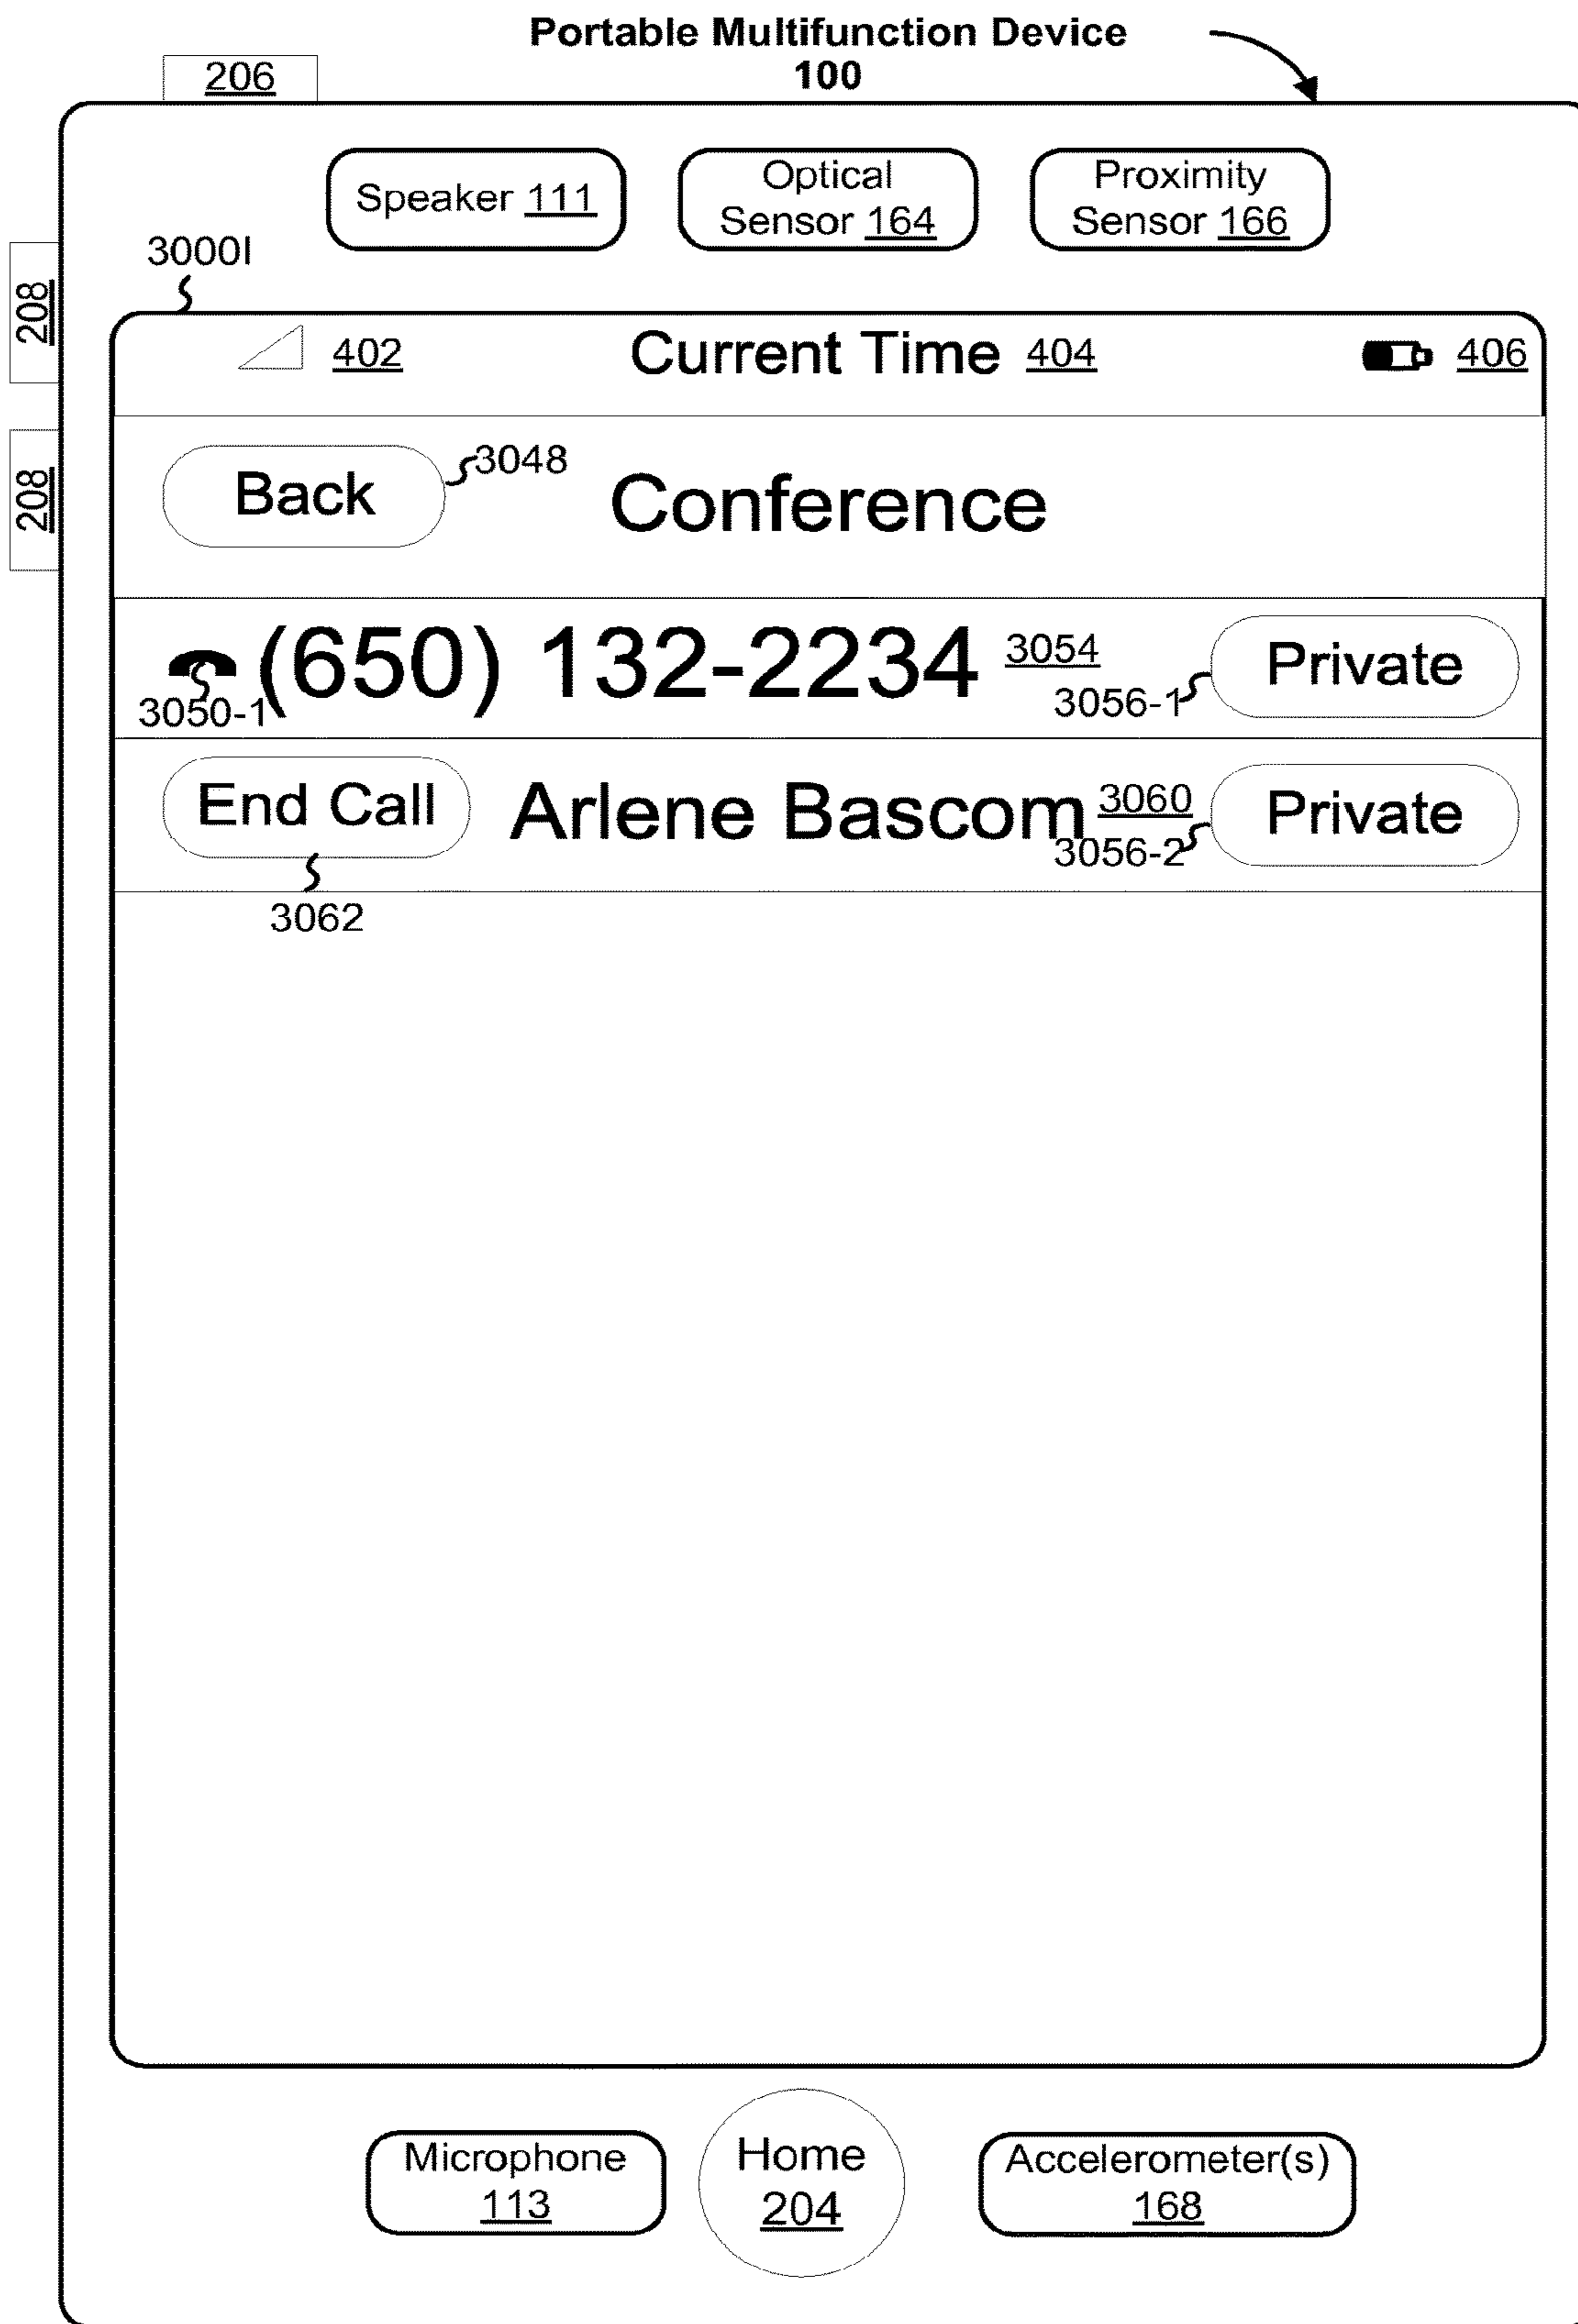 Portable Multifunction Device
100
206
Speaker 111
Optical
Sensor 164
Proximity
Sensor 166
3000I
208
402
Current Time 404
406
208
Back
3048
Conference
(650) 132-2234
3054
Private
3050-1
3056-1
End Call
Arlene Bascom
3060
Private
3056-2
3062
Microphone
113
Home
204
Accelerometer(s)
168